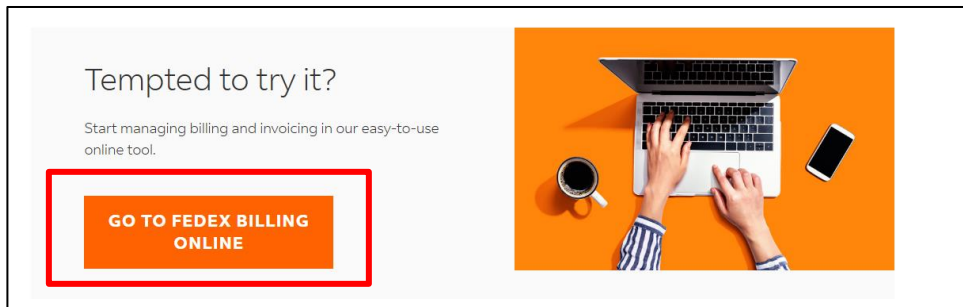 Tempted to try it?
Start managing billing and invoicing in our easy-to-use
online tool.
GO TO FEDEX BILLING
ONLINE